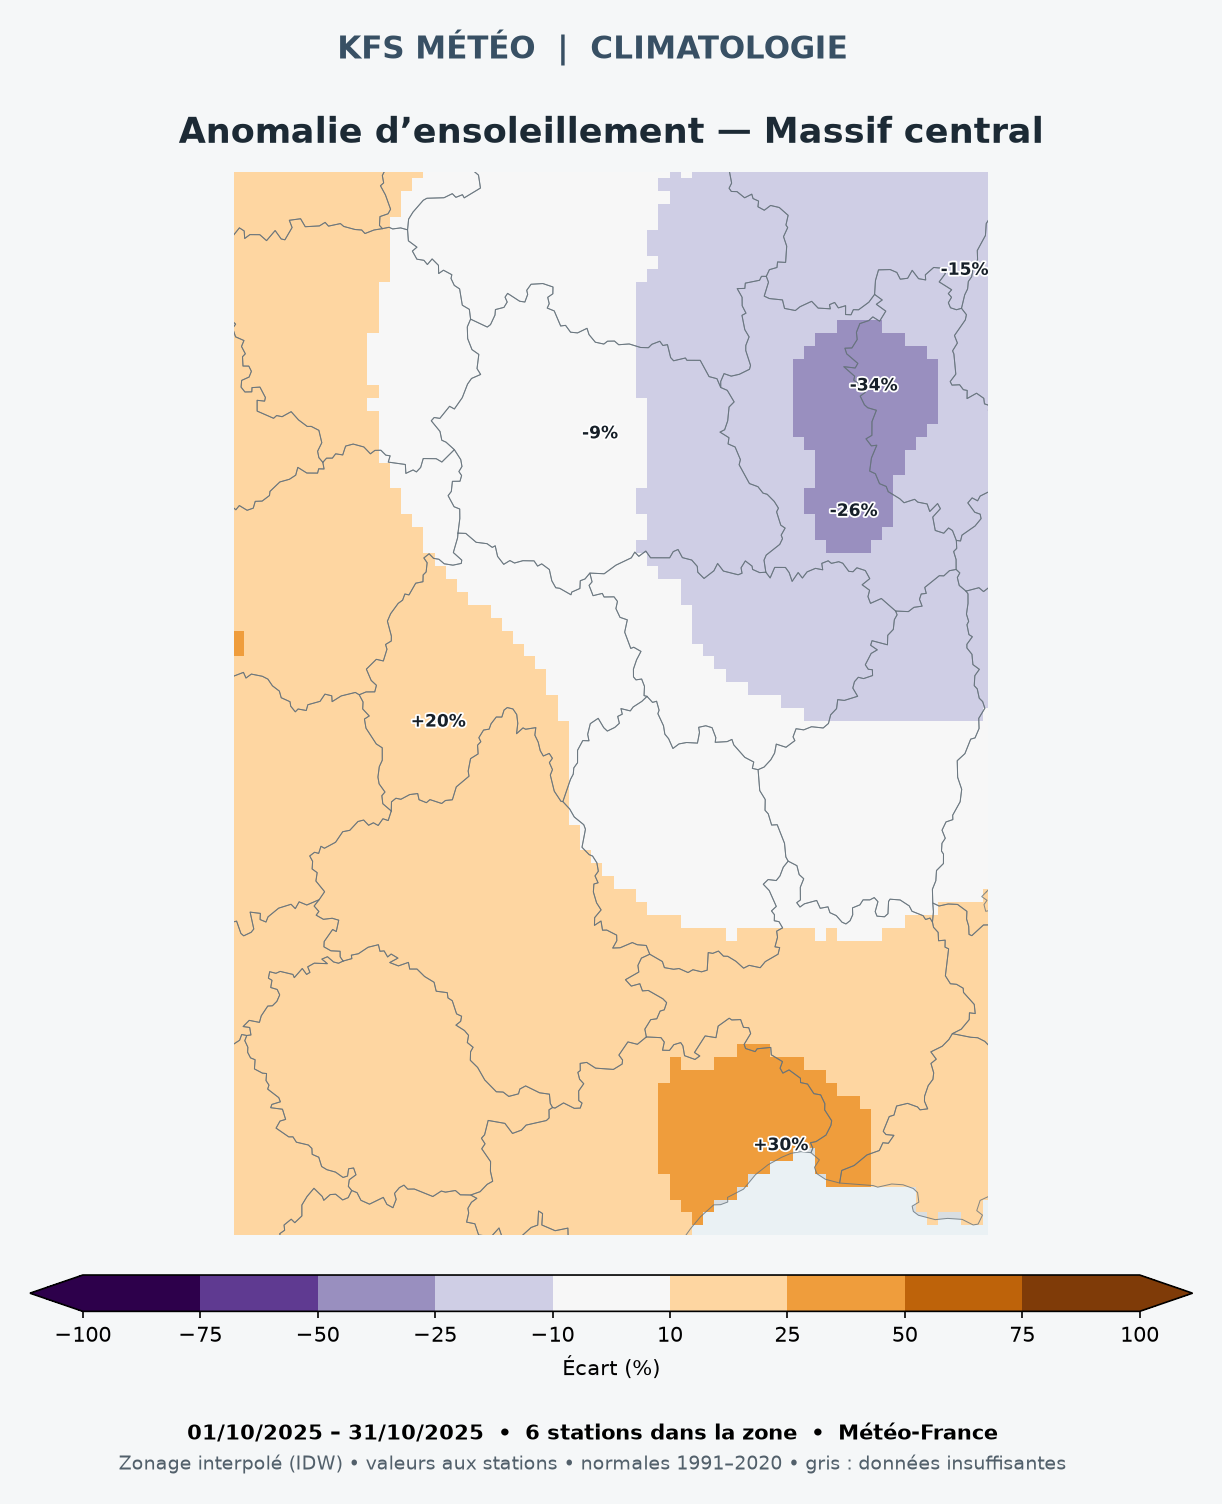 KFS MÉTÉO | CLIMATOLOGIE
Anomalie d’ensoleillement — Massif central
-15%
-34%
-9%
-26%
+20%
+30%
−100 −75 −50 −25 −10 10 25 50 75 100
Écart (%)
01/10/2025 – 31/10/2025 • 6 stations dans la zone • Météo-France
Zonage interpolé (IDW) • valeurs aux stations • normales 1991–2020 • gris : données insuffisantes